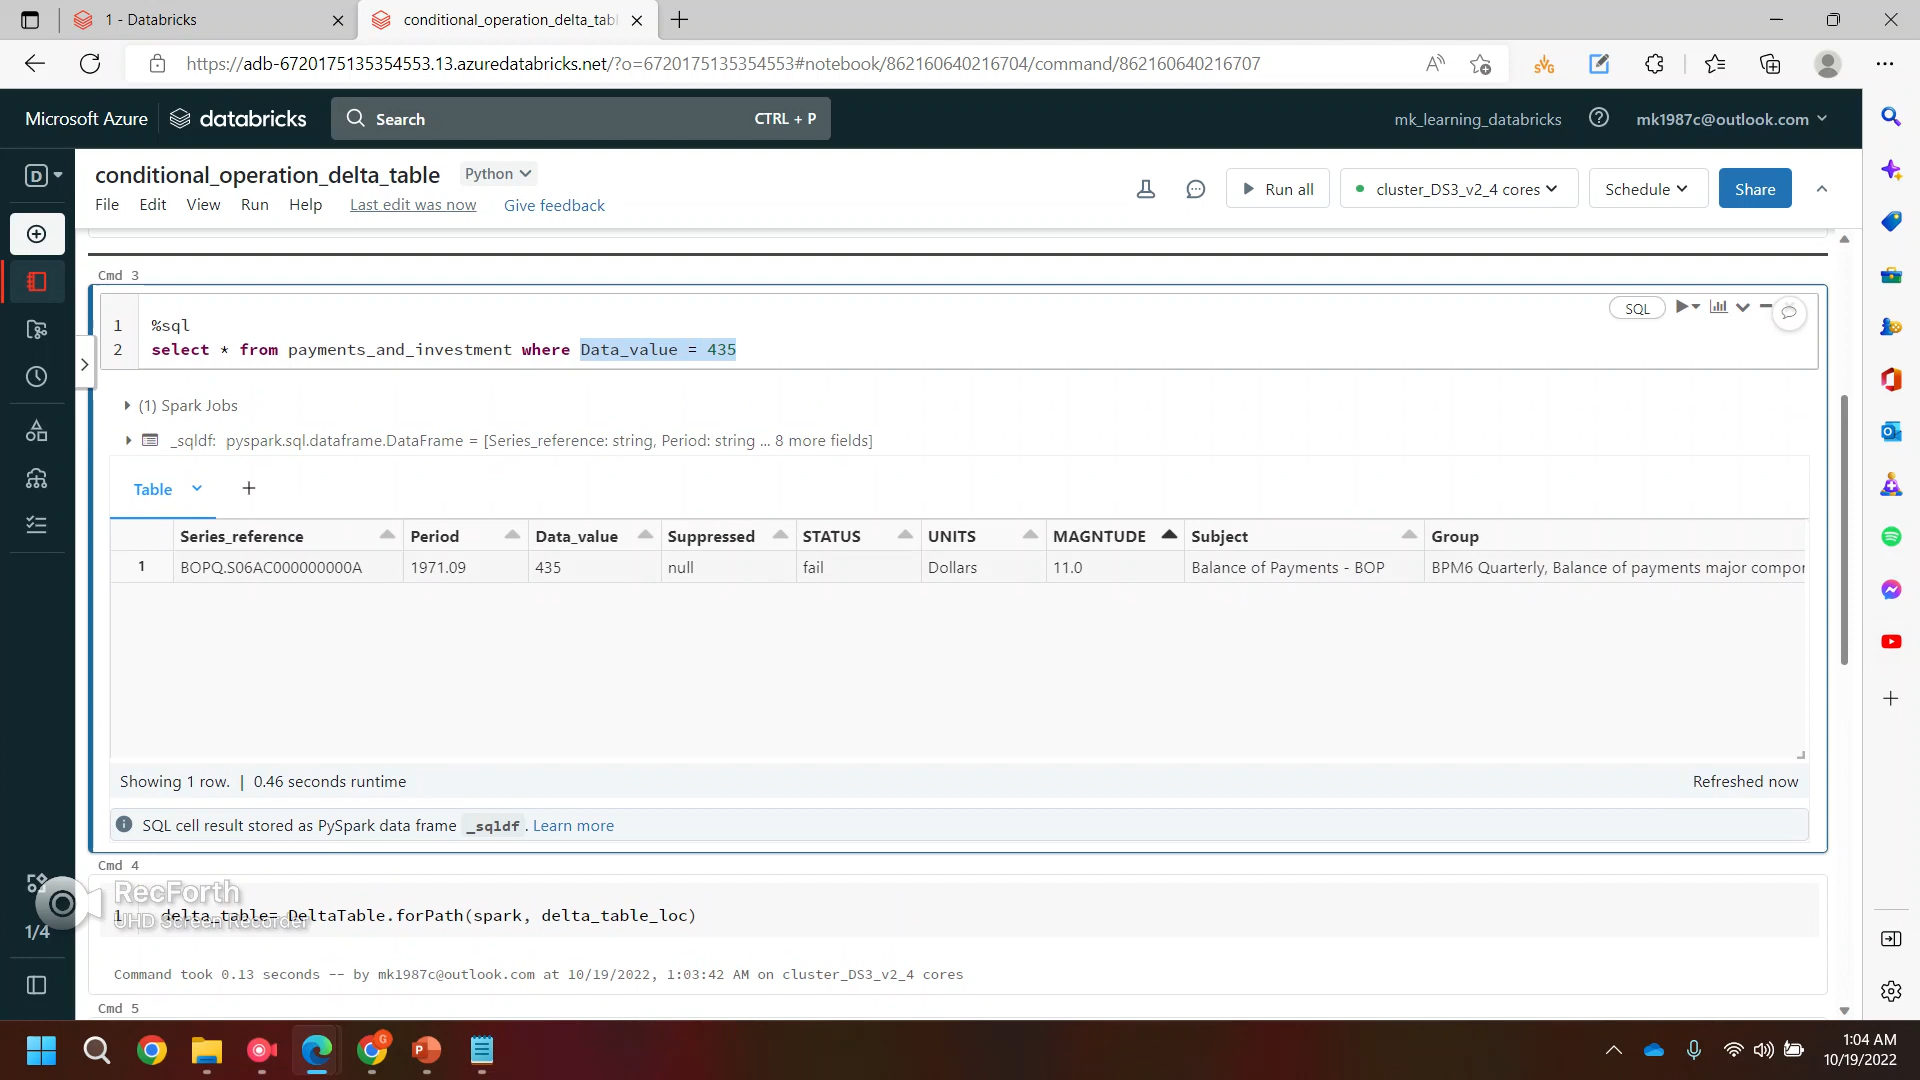 1 - Databricks
conditional_operation_delta_tabl
https://adb-6720175135354553.13.azuredatabricks.net/?o=6720175135354553#notebook/862160640216704/command/862160640216707
Microsoft Azure databricks Search CTRL + P mk_learning_databricks mk1987c@outlook.com
D
conditional_operation_delta_table Python
File Edit View Run Help Last edit was now Give feedback
Run all cluster_DS3_v2_4 cores Schedule Share
Cmd 3
SQL
1 %sql
2 select * from payments_and_investment where Data_value = 435
(1) Spark Jobs
_sqldf: pyspark.sql.dataframe.DataFrame = [Series_reference: string, Period: string ... 8 more fields]
Table +
Series_reference Period Data_value Suppressed STATUS UNITS MAGNTUDE Subject Group
1 BOPQ.S06AC000000000A 1971.09 435 null fail Dollars 11.0 Balance of Payments - BOP BPM6 Quarterly, Balance of payments major compor
Showing 1 row. | 0.46 seconds runtime Refreshed now
SQL cell result stored as PySpark data frame _sqldf. Learn more
Cmd 4
RecForth
1 delta_table= DeltaTable.forPath(spark, delta_table_loc)
UHD Screen Recorder
1/4
Command took 0.13 seconds -- by mk1987c@outlook.com at 10/19/2022, 1:03:42 AM on cluster_DS3_v2_4 cores
Cmd 5
1:04 AM
10/19/2022